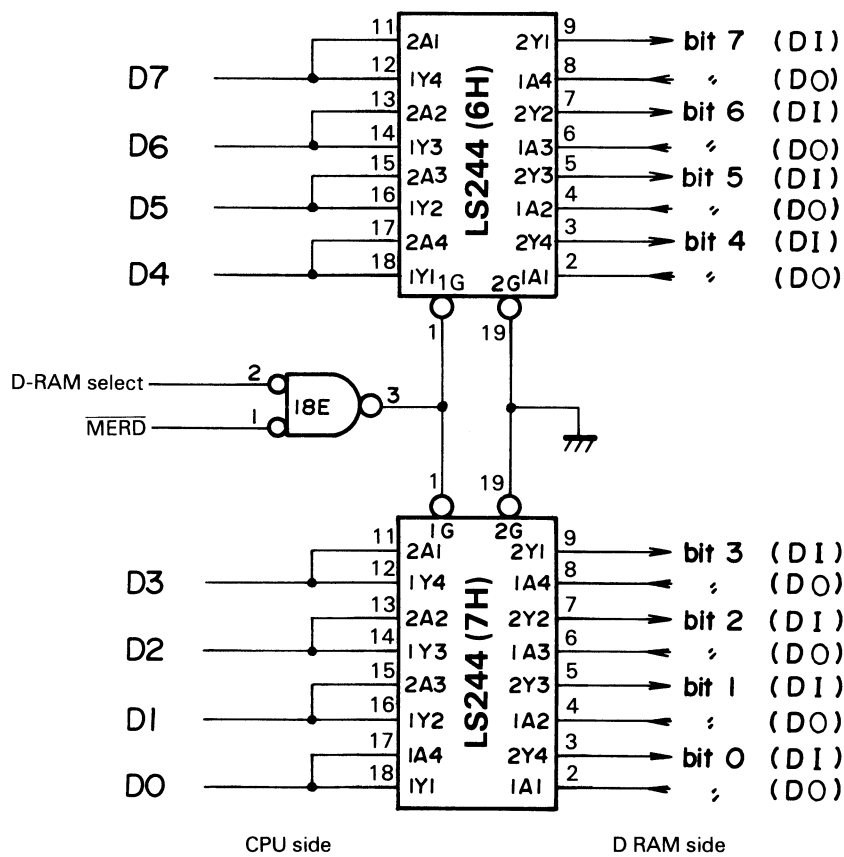 11 2A1 2Y1 9 bit 7 (DI)
D7 12 1Y4 1A4 8 〃 (DO)
13 2A2 2Y2 7 bit 6 (DI)
D6 14 1Y3 1A3 6 〃 (DO)
15 2A3 2Y3 5 bit 5 (DI)
D5 16 1Y2 1A2 4 〃 (DO)
17 2A4 2Y4 3 bit 4 (DI)
D4 18 1Y1 1G 2G 1A1 2 〃 (DO)
LS244 (6H)
1 19
D-RAM select 2
18E 3
MERD 1
1 19
1G 2G
11 2A1 2Y1 9 bit 3 (DI)
D3 12 1Y4 1A4 8 〃 (DO)
13 2A2 2Y2 7 bit 2 (DI)
D2 14 1Y3 1A3 6 〃 (DO)
15 2A3 2Y3 5 bit 1 (DI)
D1 16 1Y2 1A2 4 〃 (DO)
17 1A4 2Y4 3 bit 0 (DI)
D0 18 1Y1 1A1 2 〃 (DO)
LS244 (7H)
CPU side D RAM side